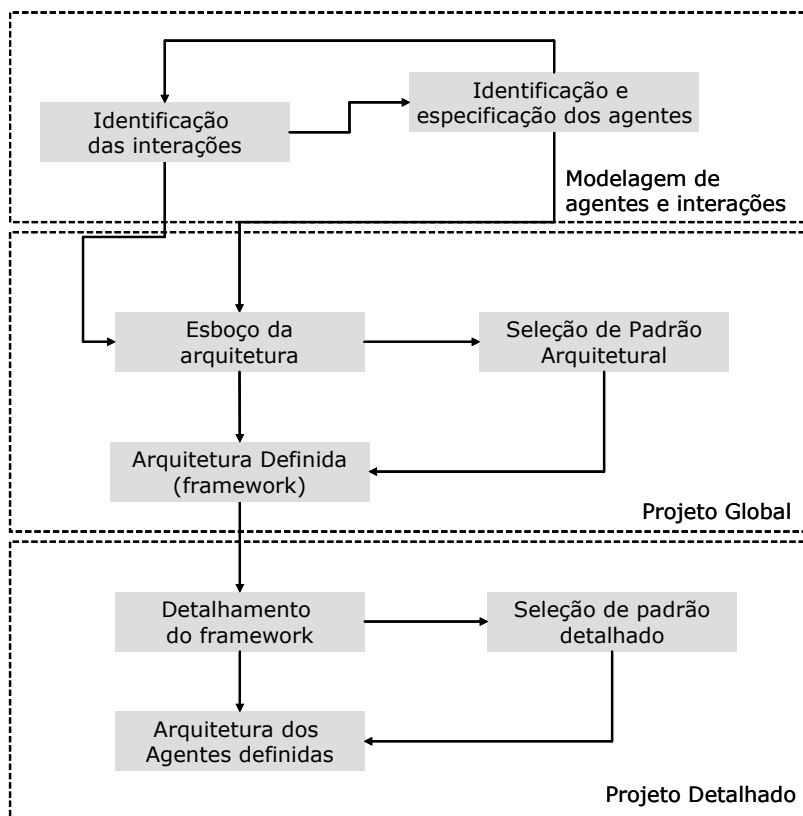 Identificação
das interações
Identificação e
especificação dos agentes
Modelagem de
agentes e interações
Esboço da
arquitetura
Seleção de Padrão
Arquitetural
Arquitetura Definida
(framework)
Projeto Global
Detalhamento
do framework
Seleção de padrão
detalhado
Arquitetura dos
Agentes definidas
Projeto Detalhado